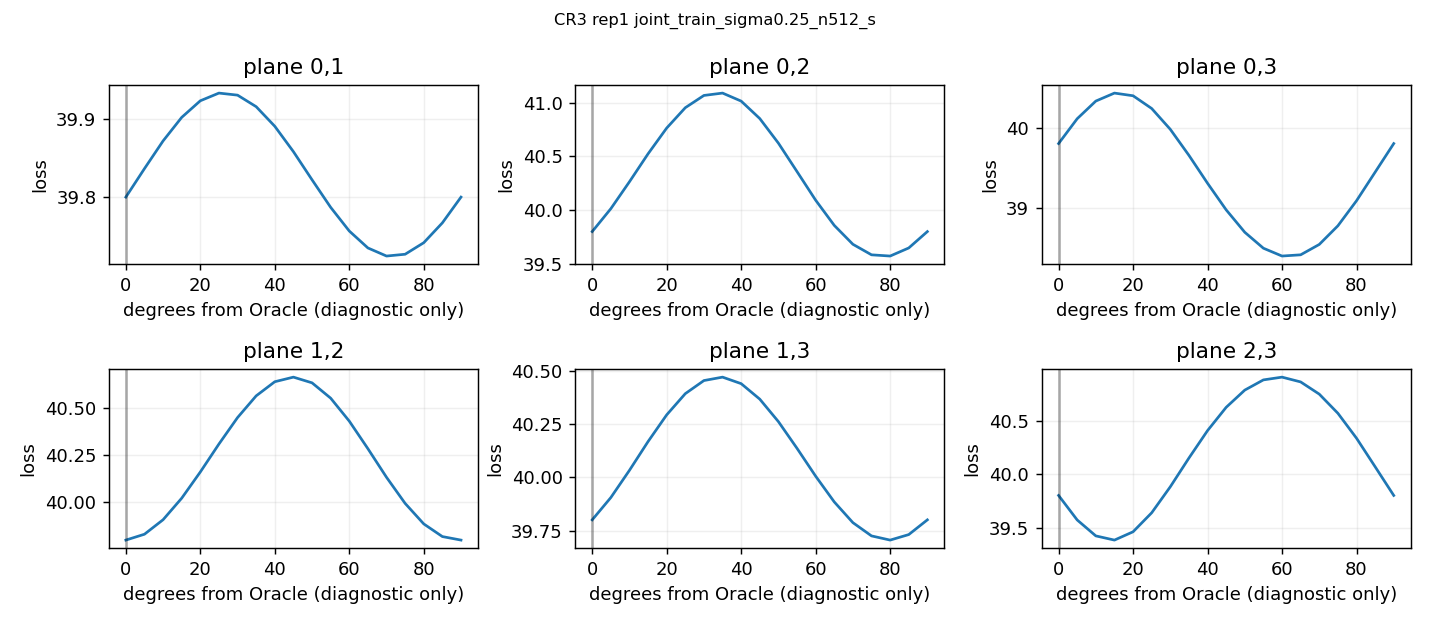 CR3 rep1 joint_train_sigma0.25_n512_s
plane 0,1
plane 0,2
plane 0,3
loss
39.9
39.8
0 20 40 60 80
degrees from Oracle (diagnostic only)
loss
41.0
40.5
40.0
39.5
0 20 40 60 80
degrees from Oracle (diagnostic only)
loss
40
39
0 20 40 60 80
degrees from Oracle (diagnostic only)
plane 1,2
plane 1,3
plane 2,3
loss
40.50
40.25
40.00
0 20 40 60 80
degrees from Oracle (diagnostic only)
loss
40.50
40.25
40.00
39.75
0 20 40 60 80
degrees from Oracle (diagnostic only)
loss
40.5
40.0
39.5
0 20 40 60 80
degrees from Oracle (diagnostic only)